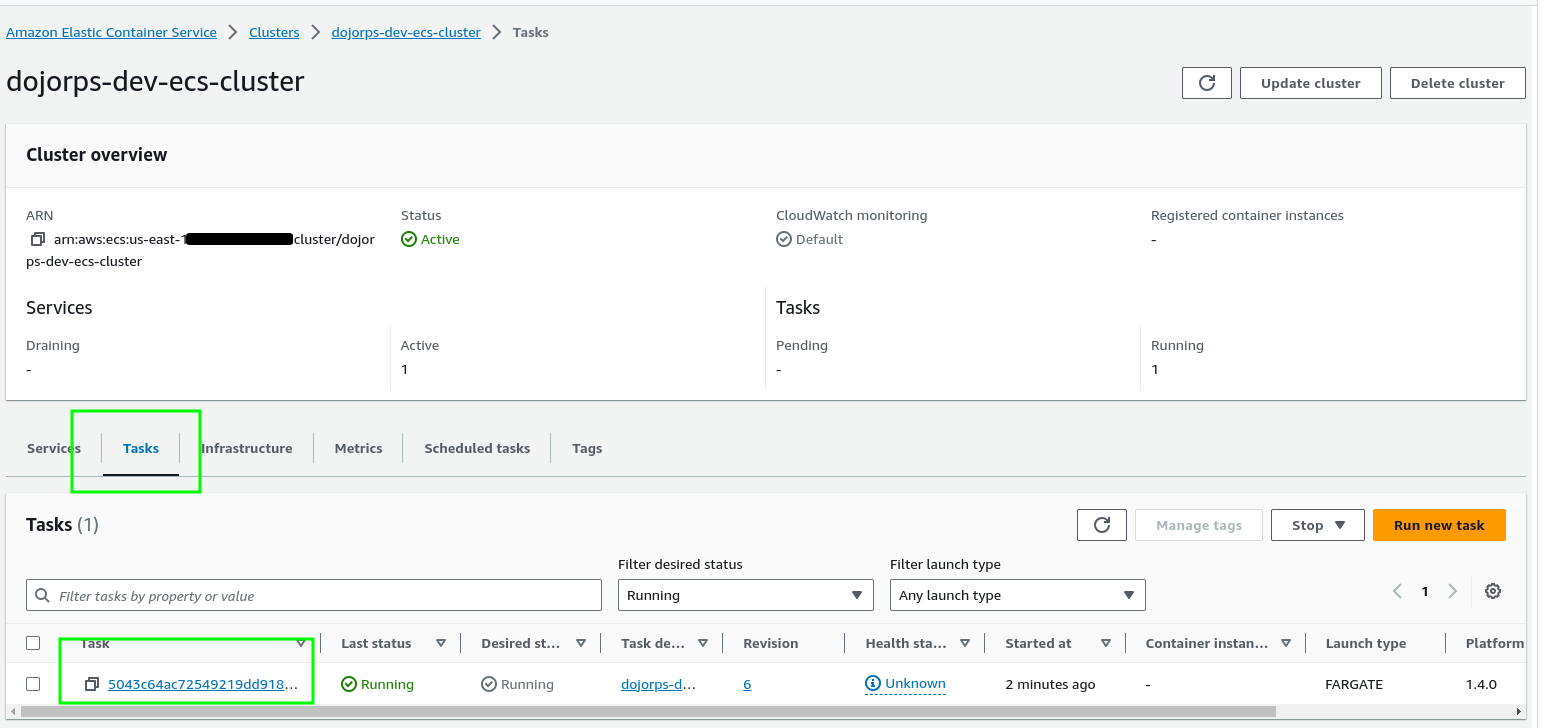 Amazon Elastic Container Service > Clusters > dojorps-dev-ecs-cluster > Tasks
dojorps-dev-ecs-cluster
Update cluster
Delete cluster
Cluster overview
ARN
arn:aws:ecs:us-east-1 cluster/dojor
ps-dev-ecs-cluster
Status
Active
CloudWatch monitoring
Default
Registered container instances
-
Services
Draining
-
Active
1
Tasks
Pending
-
Running
1
Services Tasks Infrastructure Metrics Scheduled tasks Tags
Tasks (1)
Manage tags
Stop
Run new task
Filter desired status
Filter launch type
Filter tasks by property or value
Running
Any launch type
1
Task Last status Desired st... Task de... Revision Health sta... Started at Container instan... Launch type Platform
5043c64ac72549219dd918... Running Running dojorps-d... 6 Unknown 2 minutes ago - FARGATE 1.4.0